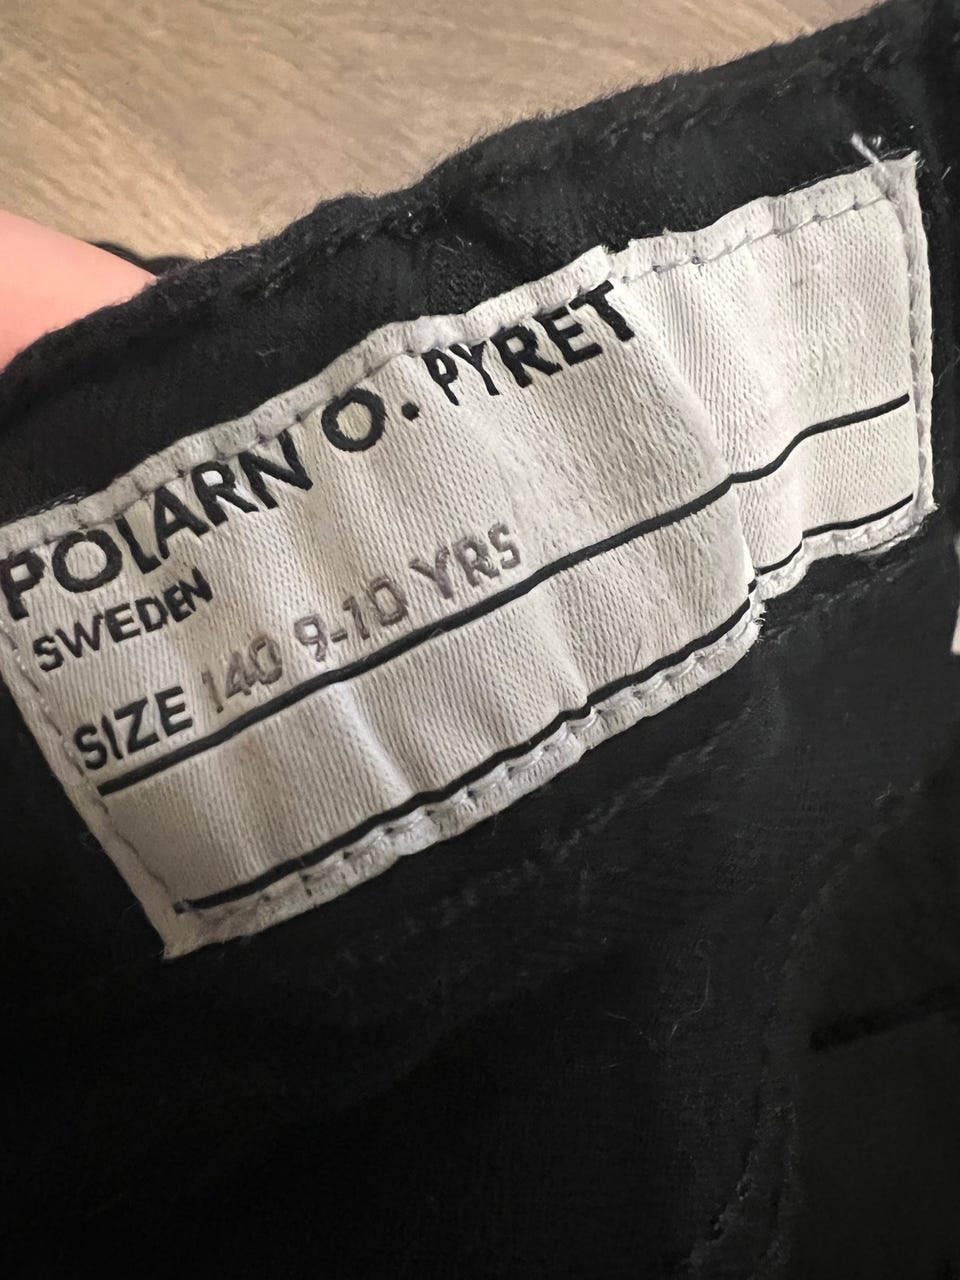 POLARN O. PYRET
SWEDEN
SIZE 140 9-10 YRS